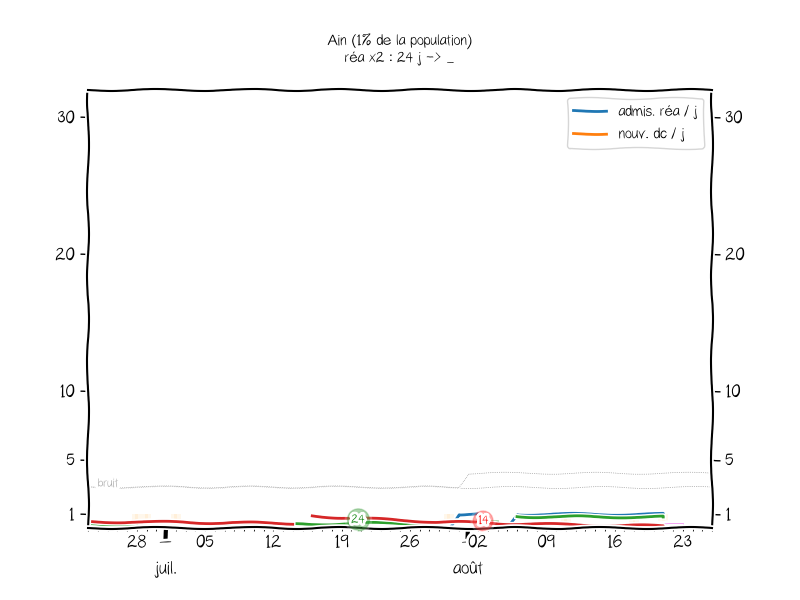 Ain (1% de la population)
réa x2 : 24 j -> _
admis. réa / j
nouv. dc / j
30 30
20 20
10 10
5 5
bruit
1 1
24 14
28 05 12 19 26 02 09 16 23
juil. août